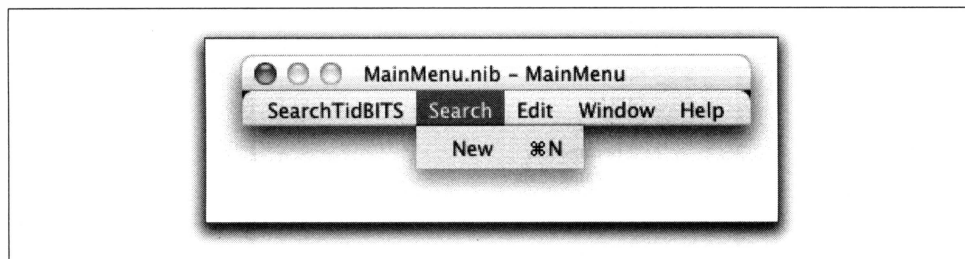 MainMenu.nib – MainMenu
SearchTidBITS Search Edit Window Help
New ⌘N